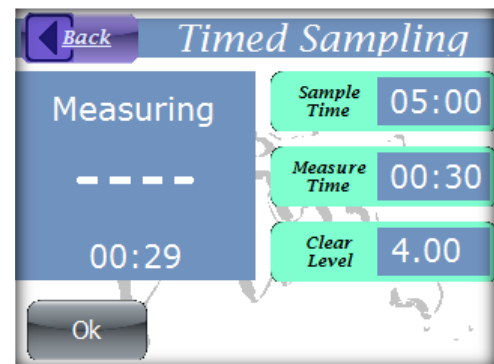 Back
Timed Sampling
Measuring
----
00:29
Sample
Time
05:00
Measure
Time
00:30
Clear
Level
4.00
Ok